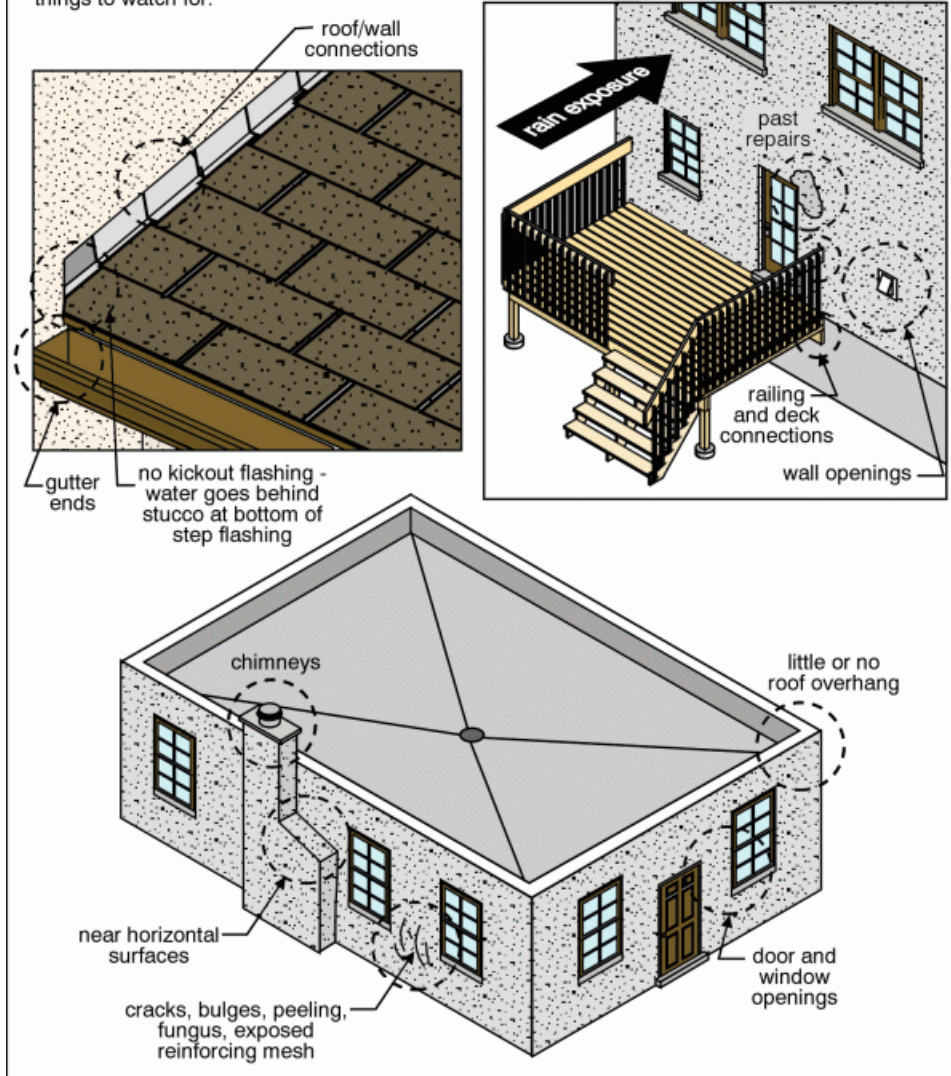 things to watch for:
roof/wall
connections
rain exposure
past
repairs
railing
and deck
connections
wall openings
gutter
ends
no kickout flashing -
water goes behind
stucco at bottom of
step flashing
chimneys
little or no
roof overhang
near horizontal
surfaces
cracks, bulges, peeling,
fungus, exposed
reinforcing mesh
door and
window
openings